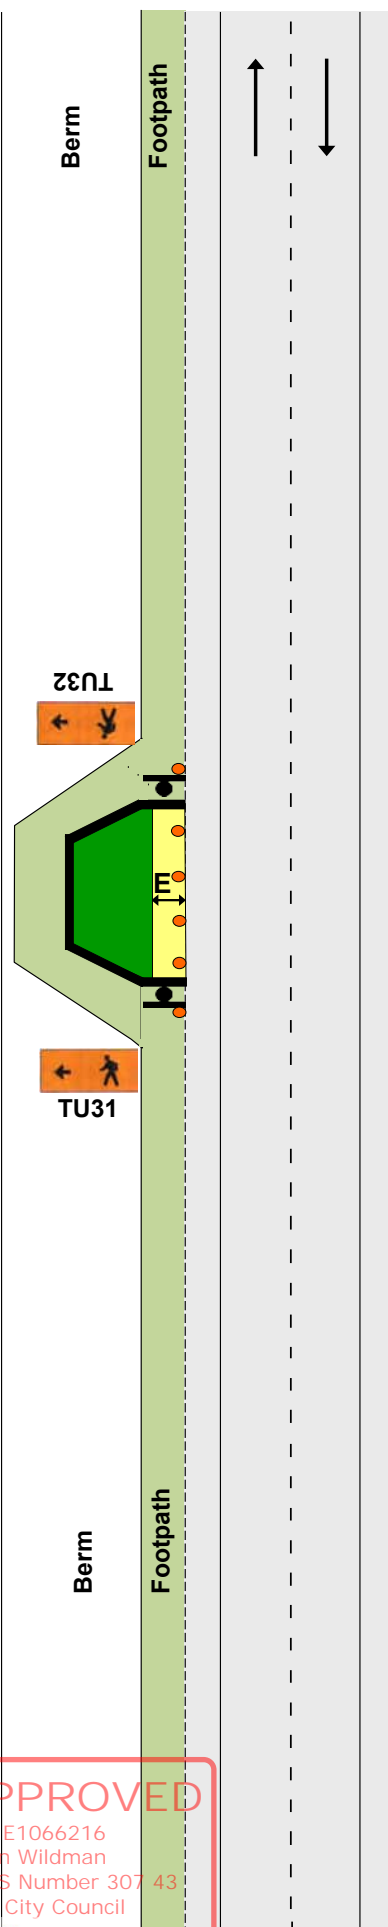 Berm
Footpath
TU32
E
TU31
Berm
Footpath
PPROVED
E1066216
n Wildman
S Number 307 43
City Council